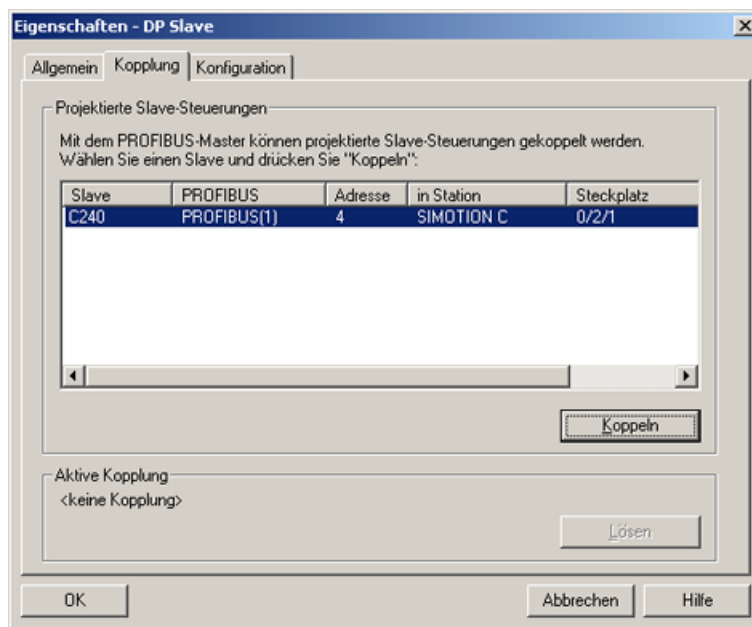 Eigenschaften - DP Slave
Allgemein Kopplung Konfiguration
Projektierte Slave-Steuerungen
Mit dem PROFIBUS-Master können projektierte Slave-Steuerungen gekoppelt werden.
Wählen Sie einen Slave und drücken Sie "Koppeln":
Slave PROFIBUS Adresse in Station Steckplatz
C240 PROFIBUS(1) 4 SIMOTION C 0/2/1
Koppeln
Aktive Kopplung
<keine Kopplung>
Lösen
OK Abbrechen Hilfe